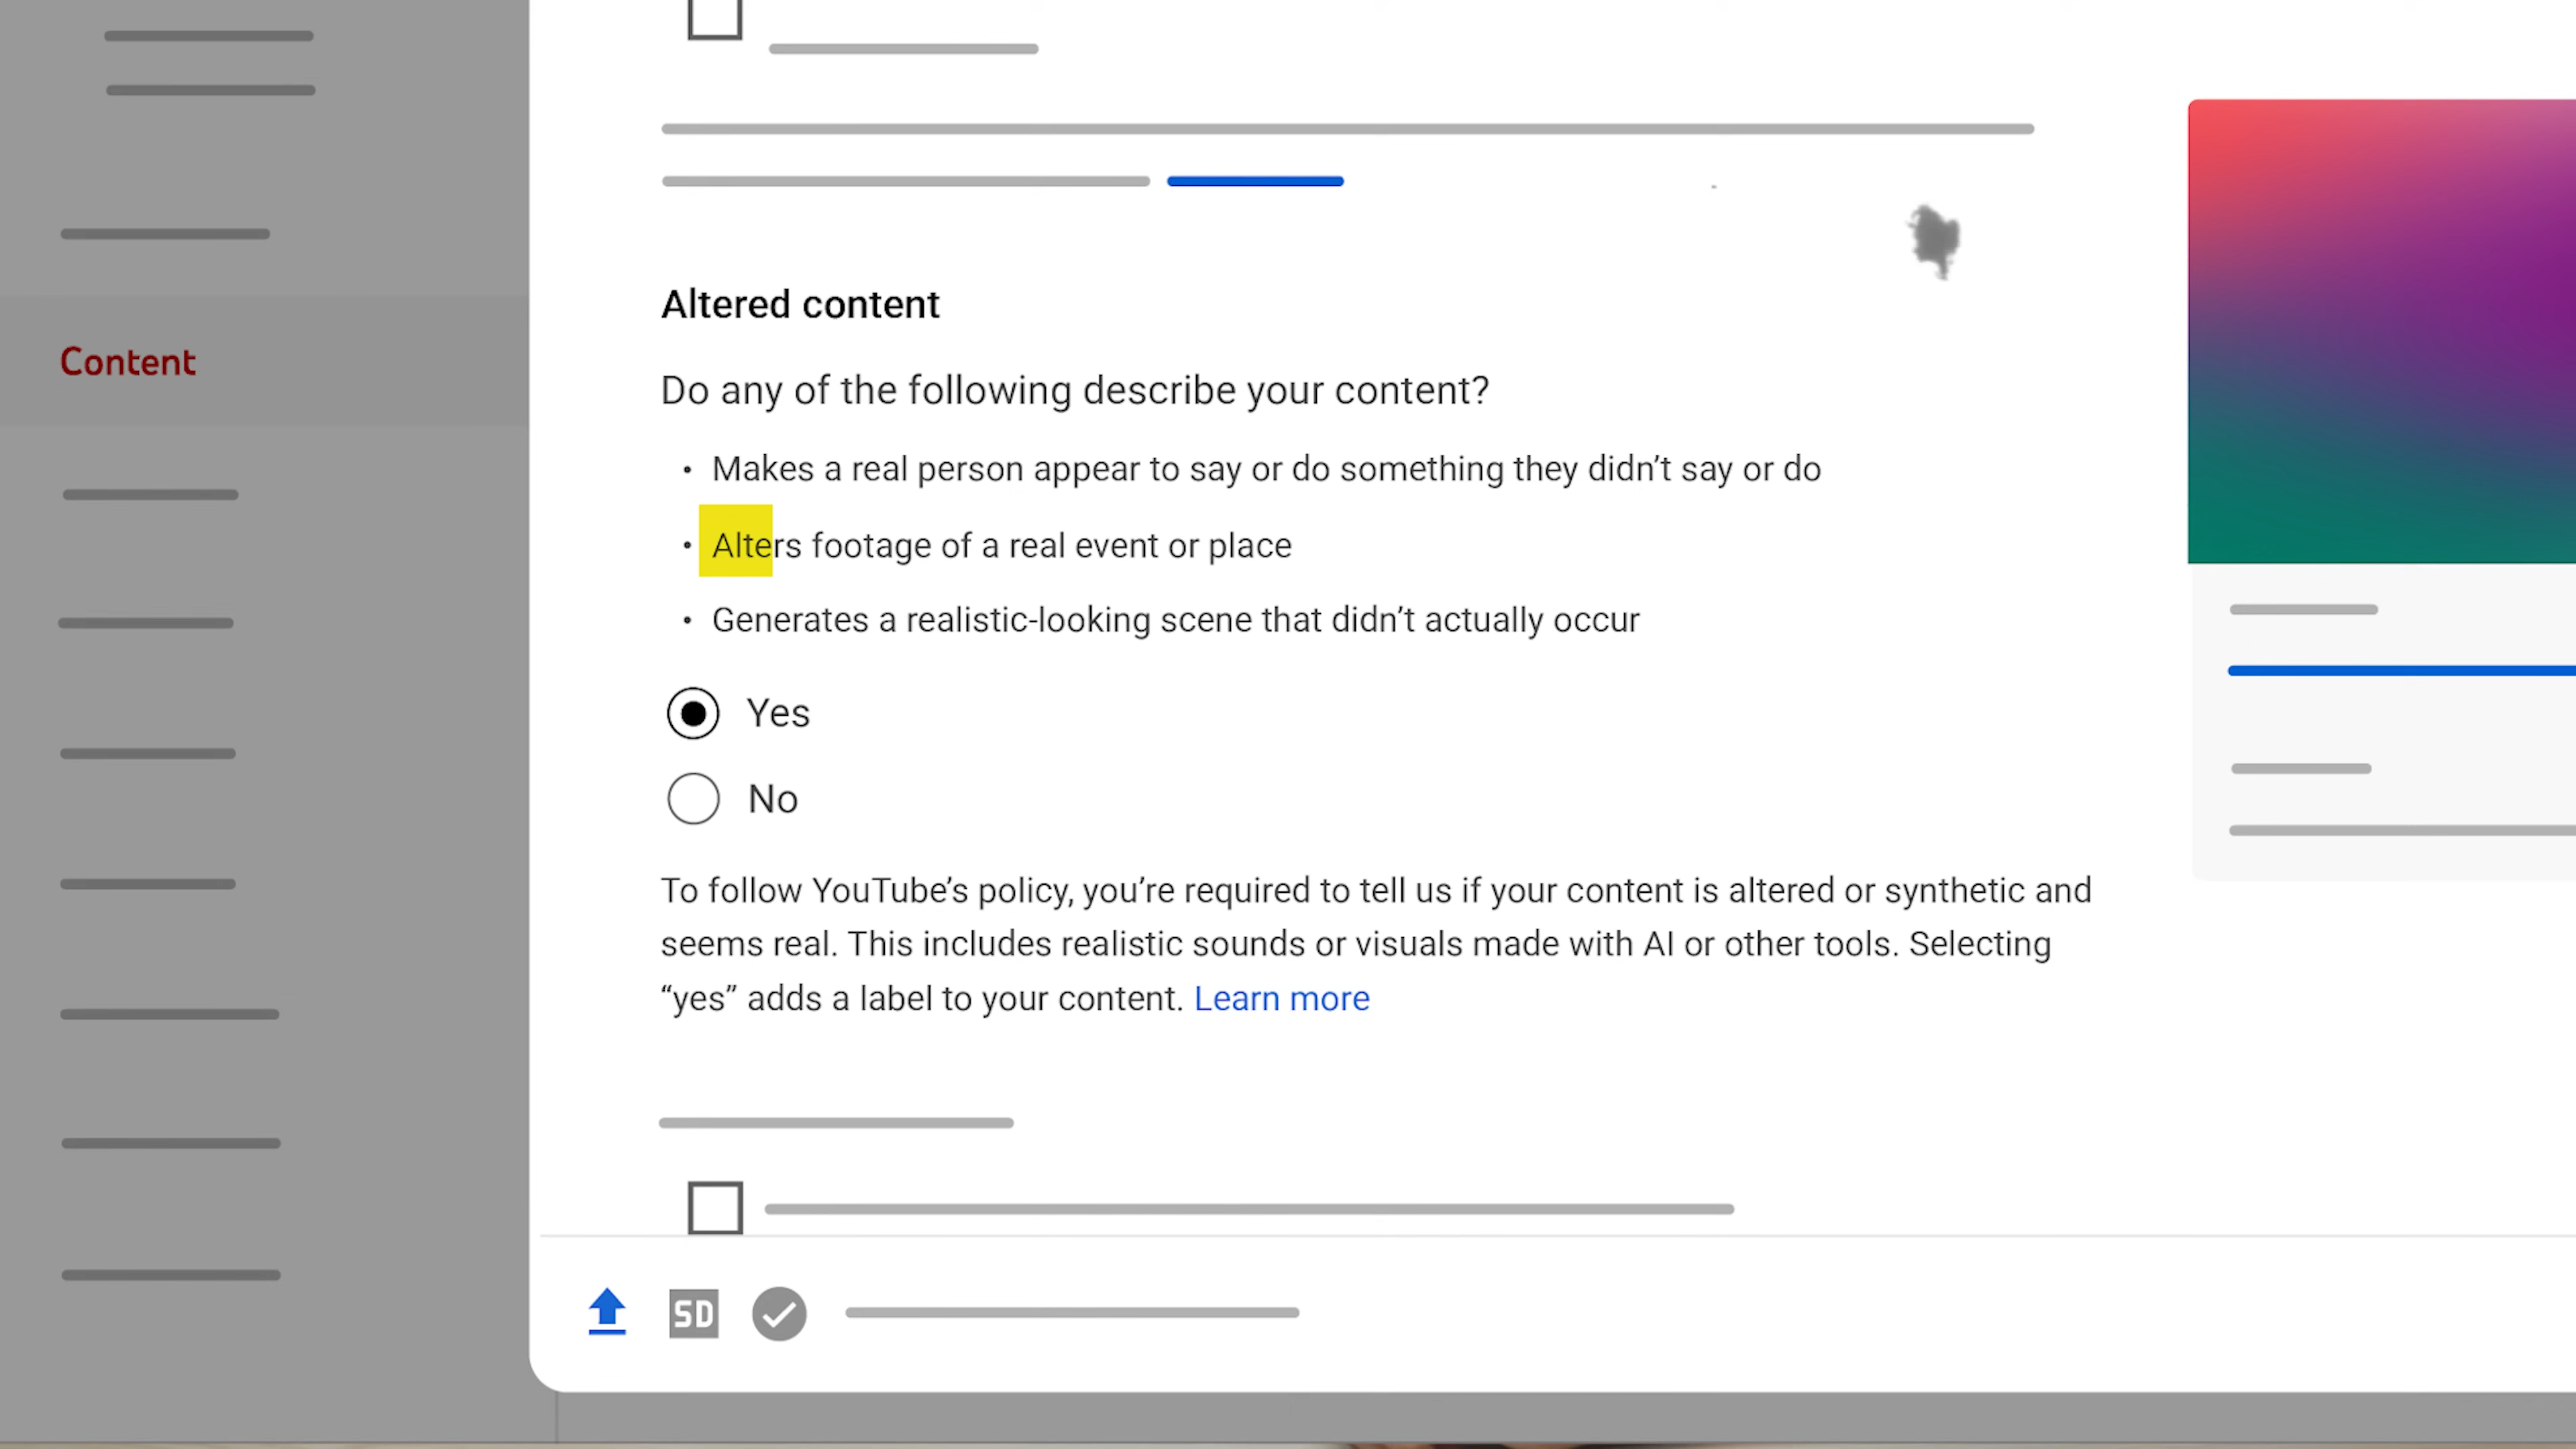 Content
Altered content
Do any of the following describe your content?
• Makes a real person appear to say or do something they didn’t say or do
• Alters footage of a real event or place
• Generates a realistic-looking scene that didn’t actually occur
Yes
No
To follow YouTube’s policy, you’re required to tell us if your content is altered or synthetic and
seems real. This includes realistic sounds or visuals made with AI or other tools. Selecting
“yes” adds a label to your content. Learn more
SD